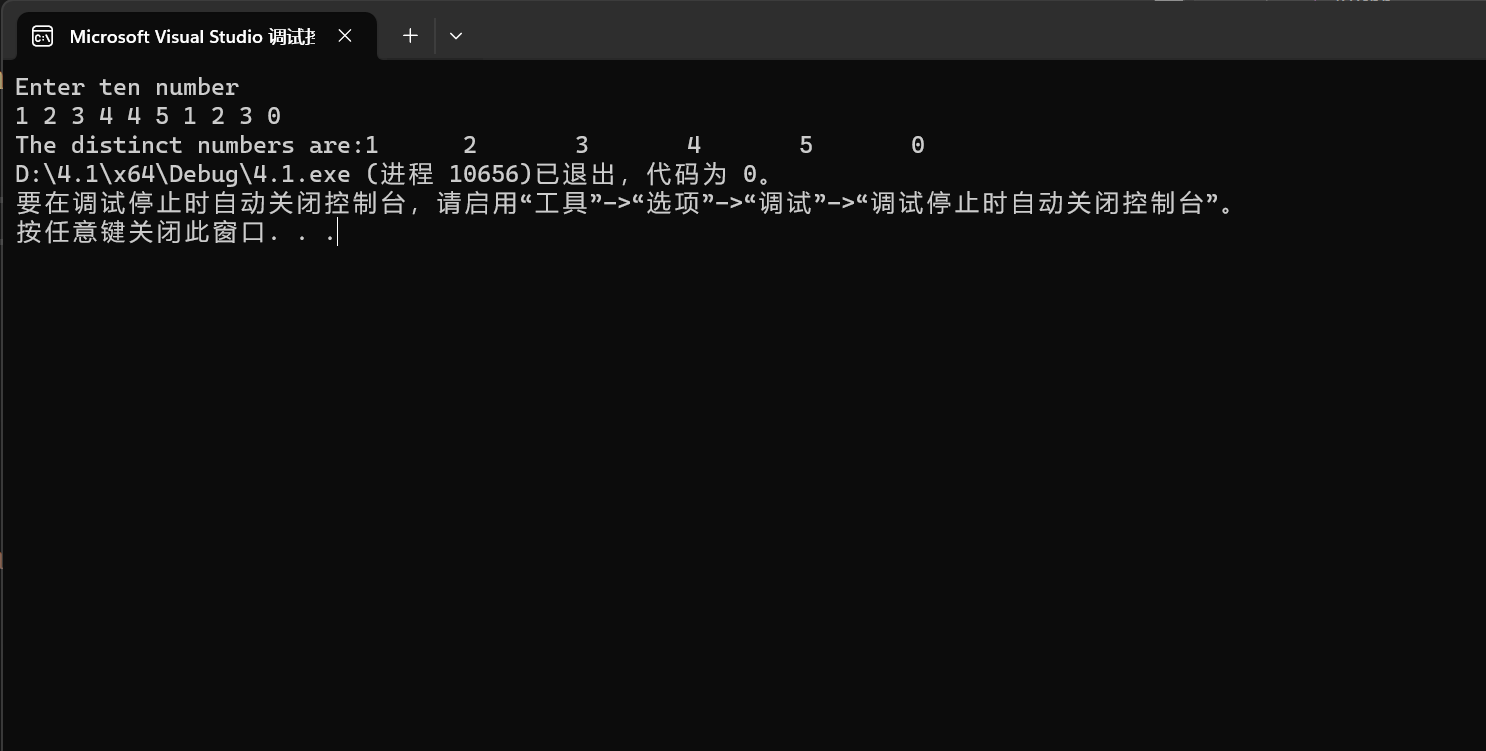 Microsoft Visual Studio 调试
Enter ten number
1 2 3 4 4 5 1 2 3 0
The distinct numbers are:1      2       3       4       5       0
D:\4.1\x64\Debug\4.1.exe (进程 10656)已退出，代码为 0。
要在调试停止时自动关闭控制台，请启用“工具”->“选项”->“调试”->“调试停止时自动关闭控制台”。
按任意键关闭此窗口. . .